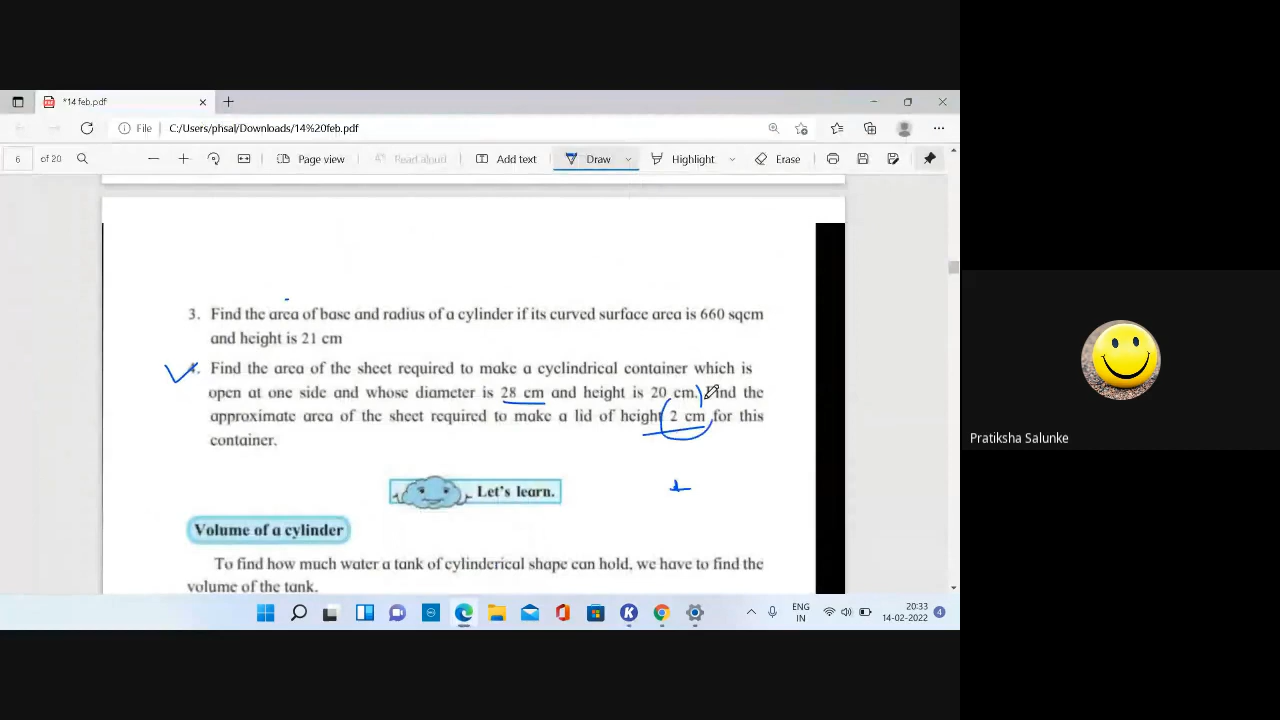 *14 feb.pdf
File C:/Users/phsal/Downloads/14%20feb.pdf
6 of 20 Page view Read aloud Add text Draw Highlight Erase
3. Find the area of base and radius of a cylinder if its curved surface area is 660 sqcm
and height is 21 cm
4. Find the area of the sheet required to make a cyclindrical container which is
open at one side and whose diameter is 28 cm and height is 20 cm. Find the
approximate area of the sheet required to make a lid of height 2 cm for this
container.
Let's learn.
Volume of a cylinder
To find how much water a tank of cylinderical shape can hold, we have to find the
volume of the tank.
Pratiksha Salunke
ENG 20:33
IN 14-02-2022 4